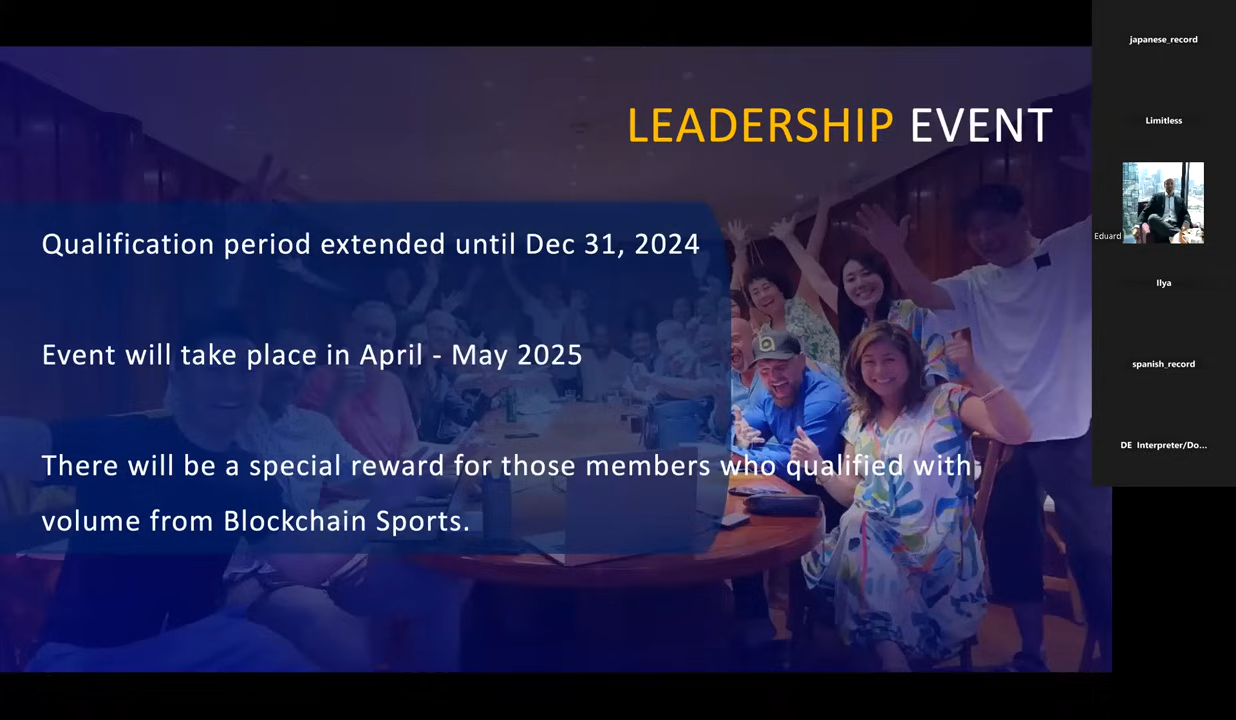 LEADERSHIP EVENT
Qualification period extended until Dec 31, 2024
Event will take place in April - May 2025
There will be a special reward for those members who qualified with
volume from Blockchain Sports.
japanese_record
Limitless
Eduard
Ilya
spanish_record
DE Interpreter/Do...